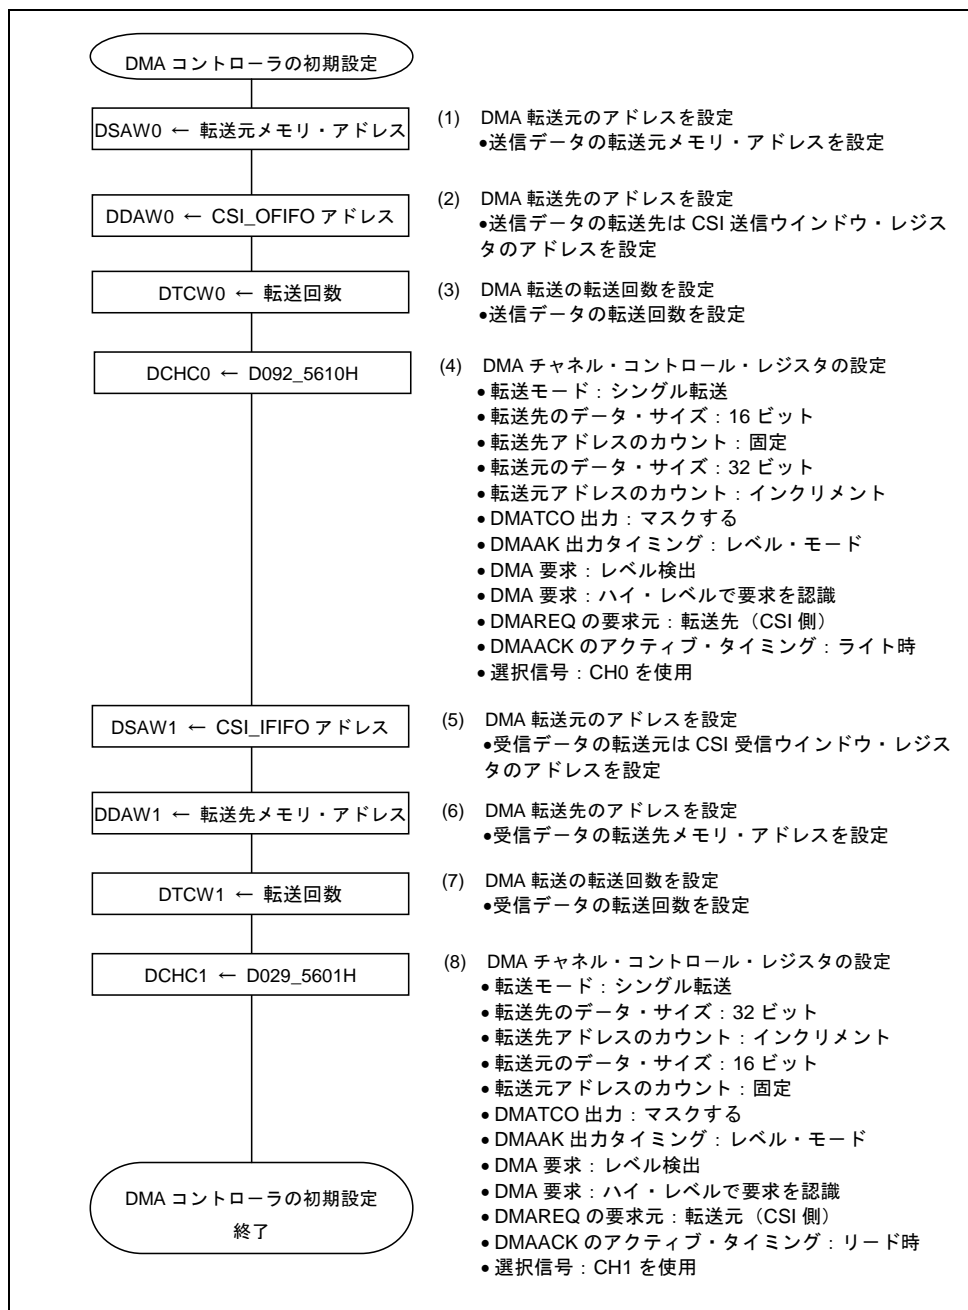 DMA コントローラの初期設定
DSAW0 ← 転送元メモリ・アドレス
(1) DMA 転送元のアドレスを設定
●送信データの転送元メモリ・アドレスを設定
DDAW0 ← CSI_OFIFO アドレス
(2) DMA 転送先のアドレスを設定
●送信データの転送先は CSI 送信ウインドウ・レジス
タのアドレスを設定
DTCW0 ← 転送回数
(3) DMA 転送の転送回数を設定
●送信データの転送回数を設定
DCHC0 ← D092_5610H
(4) DMA チャネル・コントロール・レジスタの設定
● 転送モード：シングル転送
● 転送先のデータ・サイズ：16 ビット
● 転送先アドレスのカウント：固定
● 転送元のデータ・サイズ：32 ビット
● 転送元アドレスのカウント：インクリメント
● DMATCO 出力：マスクする
● DMAAK 出力タイミング：レベル・モード
● DMA 要求：レベル検出
● DMA 要求：ハイ・レベルで要求を認識
● DMAREQ の要求元：転送先（CSI 側）
● DMAACK のアクティブ・タイミング：ライト時
● 選択信号：CH0 を使用
DSAW1 ← CSI_IFIFO アドレス
(5) DMA 転送元のアドレスを設定
●受信データの転送元は CSI 受信ウインドウ・レジス
タのアドレスを設定
DDAW1 ← 転送先メモリ・アドレス
(6) DMA 転送先のアドレスを設定
●受信データの転送先メモリ・アドレスを設定
DTCW1 ← 転送回数
(7) DMA 転送の転送回数を設定
●受信データの転送回数を設定
DCHC1 ← D029_5601H
(8) DMA チャネル・コントロール・レジスタの設定
● 転送モード：シングル転送
● 転送先のデータ・サイズ：32 ビット
● 転送先アドレスのカウント：インクリメント
● 転送元のデータ・サイズ：16 ビット
● 転送元アドレスのカウント：固定
● DMATCO 出力：マスクする
● DMAAK 出力タイミング：レベル・モード
● DMA 要求：レベル検出
● DMA 要求：ハイ・レベルで要求を認識
● DMAREQ の要求元：転送元（CSI 側）
● DMAACK のアクティブ・タイミング：リード時
● 選択信号：CH1 を使用
DMA コントローラの初期設定
終了